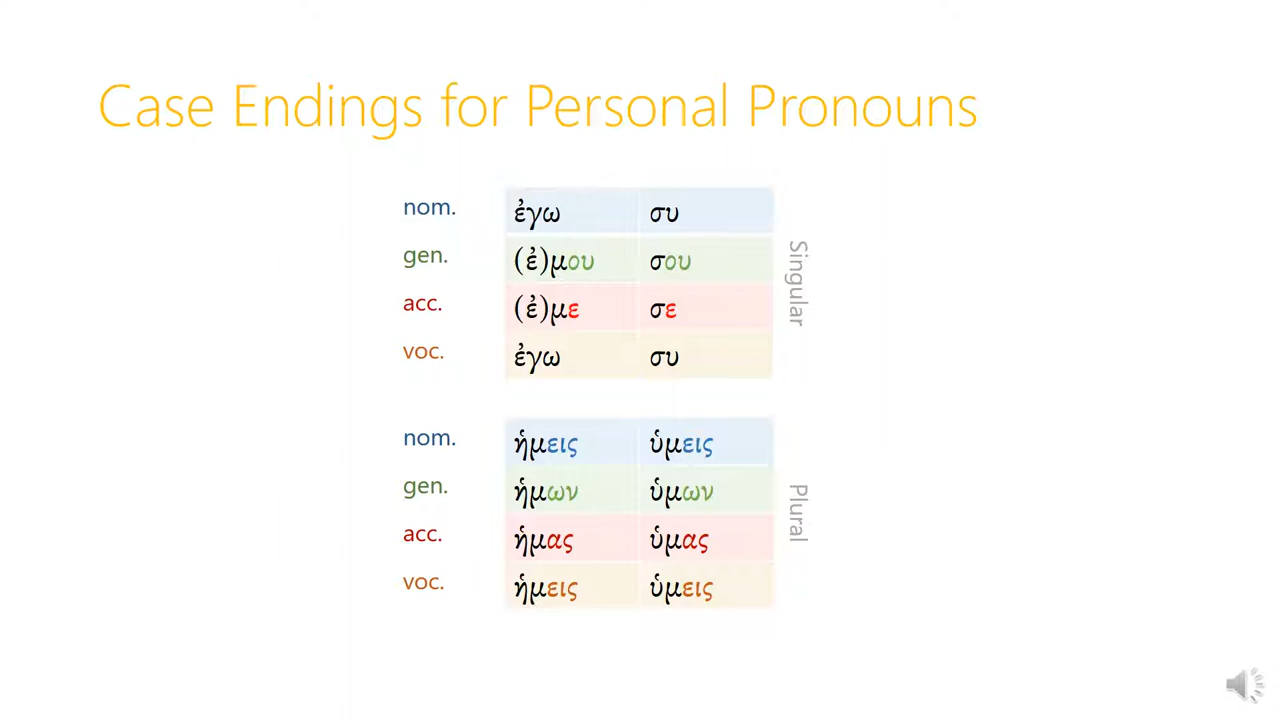 Case Endings for Personal Pronouns
nom. ἐγω συ
gen. (ἐ)μου σου
acc. (ἐ)με σε
voc. ἐγω συ
Singular
nom. ἡμεις ὑμεις
gen. ἡμων ὑμων
acc. ἡμας ὑμας
voc. ἡμεις ὑμεις
Plural